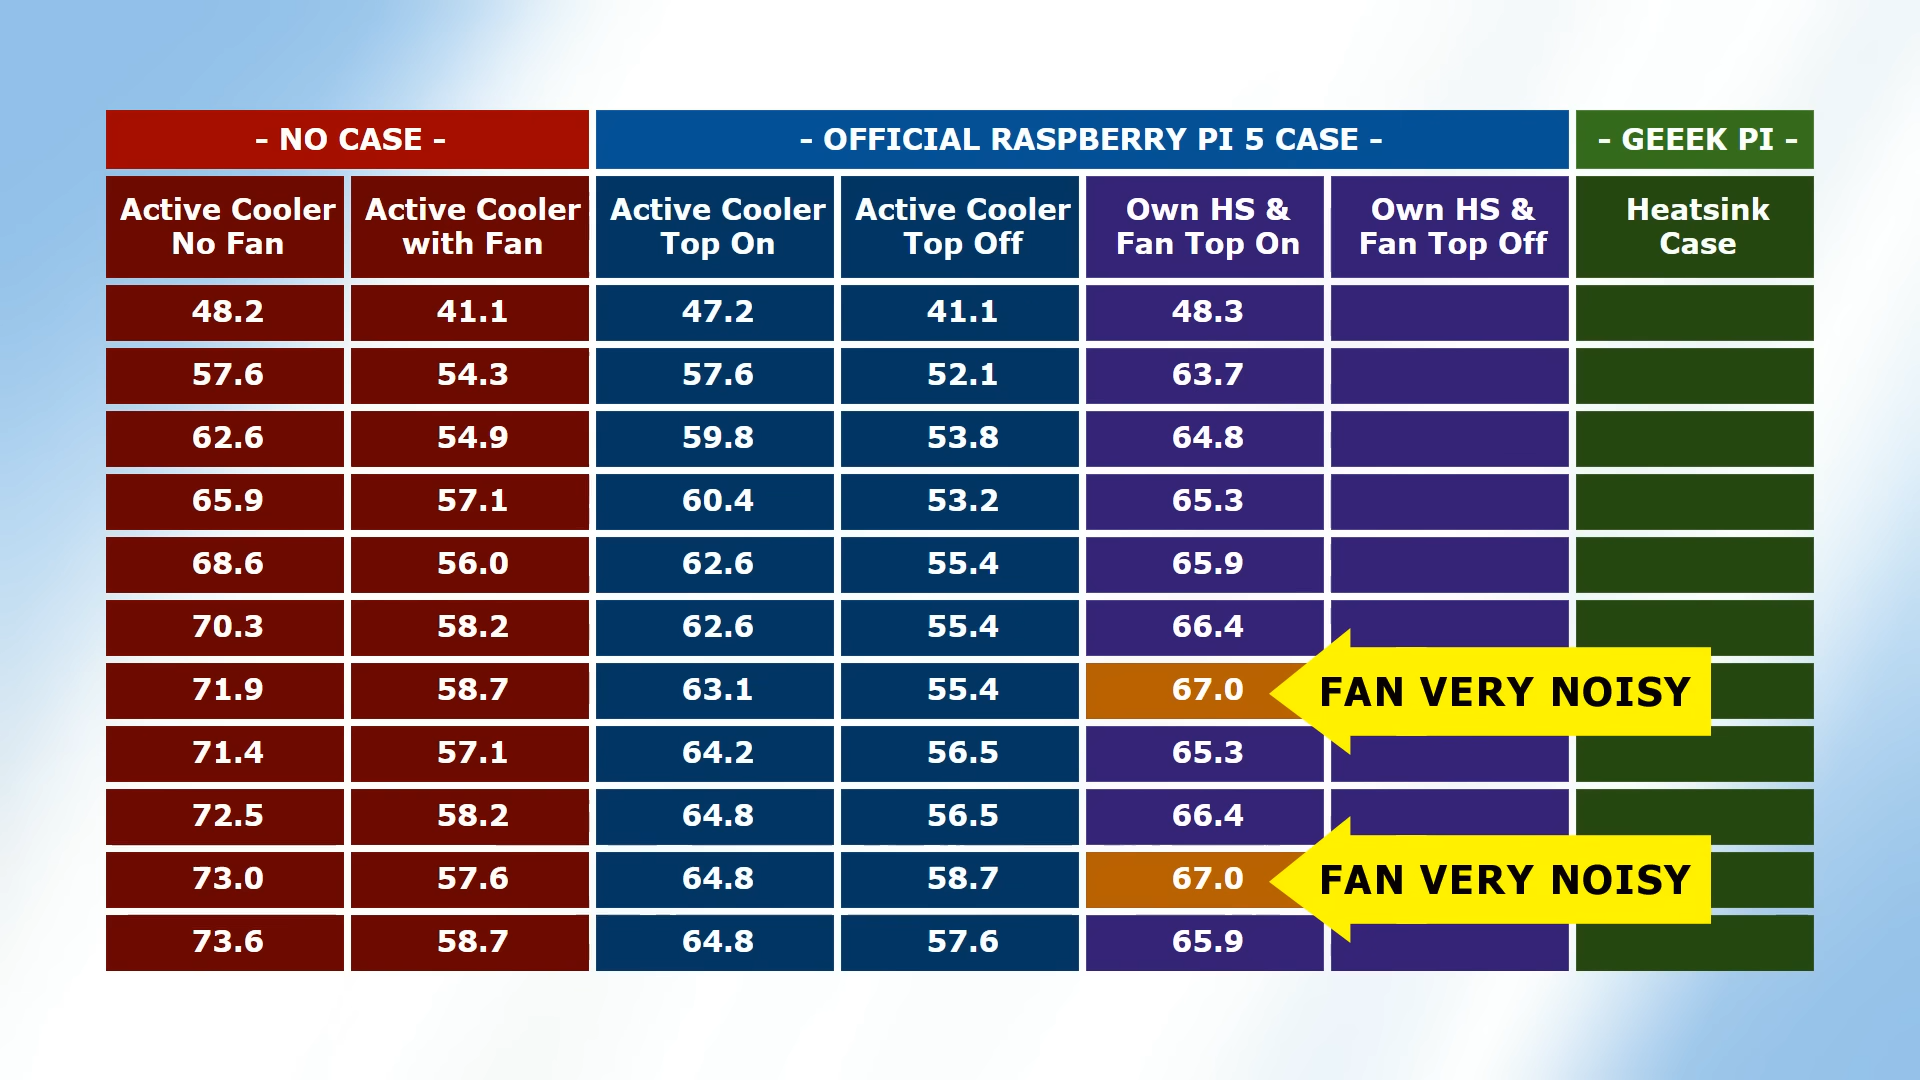 – NO CASE – – OFFICIAL RASPBERRY PI 5 CASE – – GEEEK PI –
Active Cooler No Fan
Active Cooler with Fan
Active Cooler Top On
Active Cooler Top Off
Own HS & Fan Top On
Own HS & Fan Top Off
Heatsink Case
48.2 41.1 47.2 41.1 48.3
57.6 54.3 57.6 52.1 63.7
62.6 54.9 59.8 53.8 64.8
65.9 57.1 60.4 53.2 65.3
68.6 56.0 62.6 55.4 65.9
70.3 58.2 62.6 55.4 66.4
71.9 58.7 63.1 55.4 67.0 FAN VERY NOISY
71.4 57.1 64.2 56.5 65.3
72.5 58.2 64.8 56.5 66.4
73.0 57.6 64.8 58.7 67.0 FAN VERY NOISY
73.6 58.7 64.8 57.6 65.9